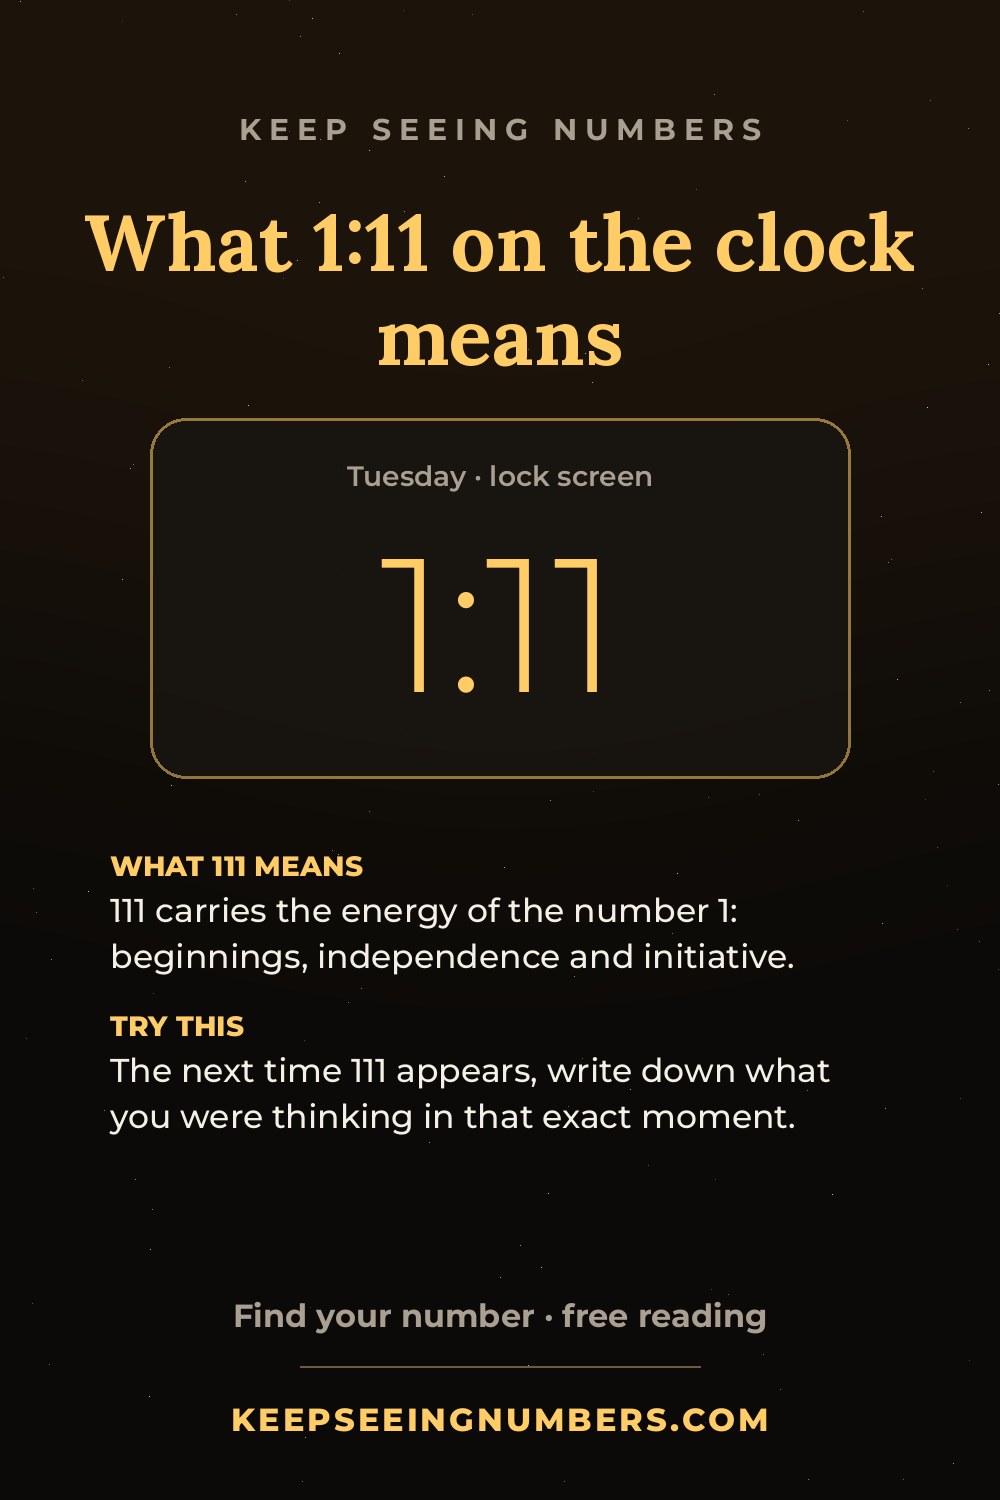 KEEP SEEING NUMBERS
What 1:11 on the clock
means
Tuesday · lock screen
1:11
WHAT 111 MEANS
111 carries the energy of the number 1:
beginnings, independence and initiative.
TRY THIS
The next time 111 appears, write down what
you were thinking in that exact moment.
Find your number · free reading
KEEPSEEINGNUMBERS.COM